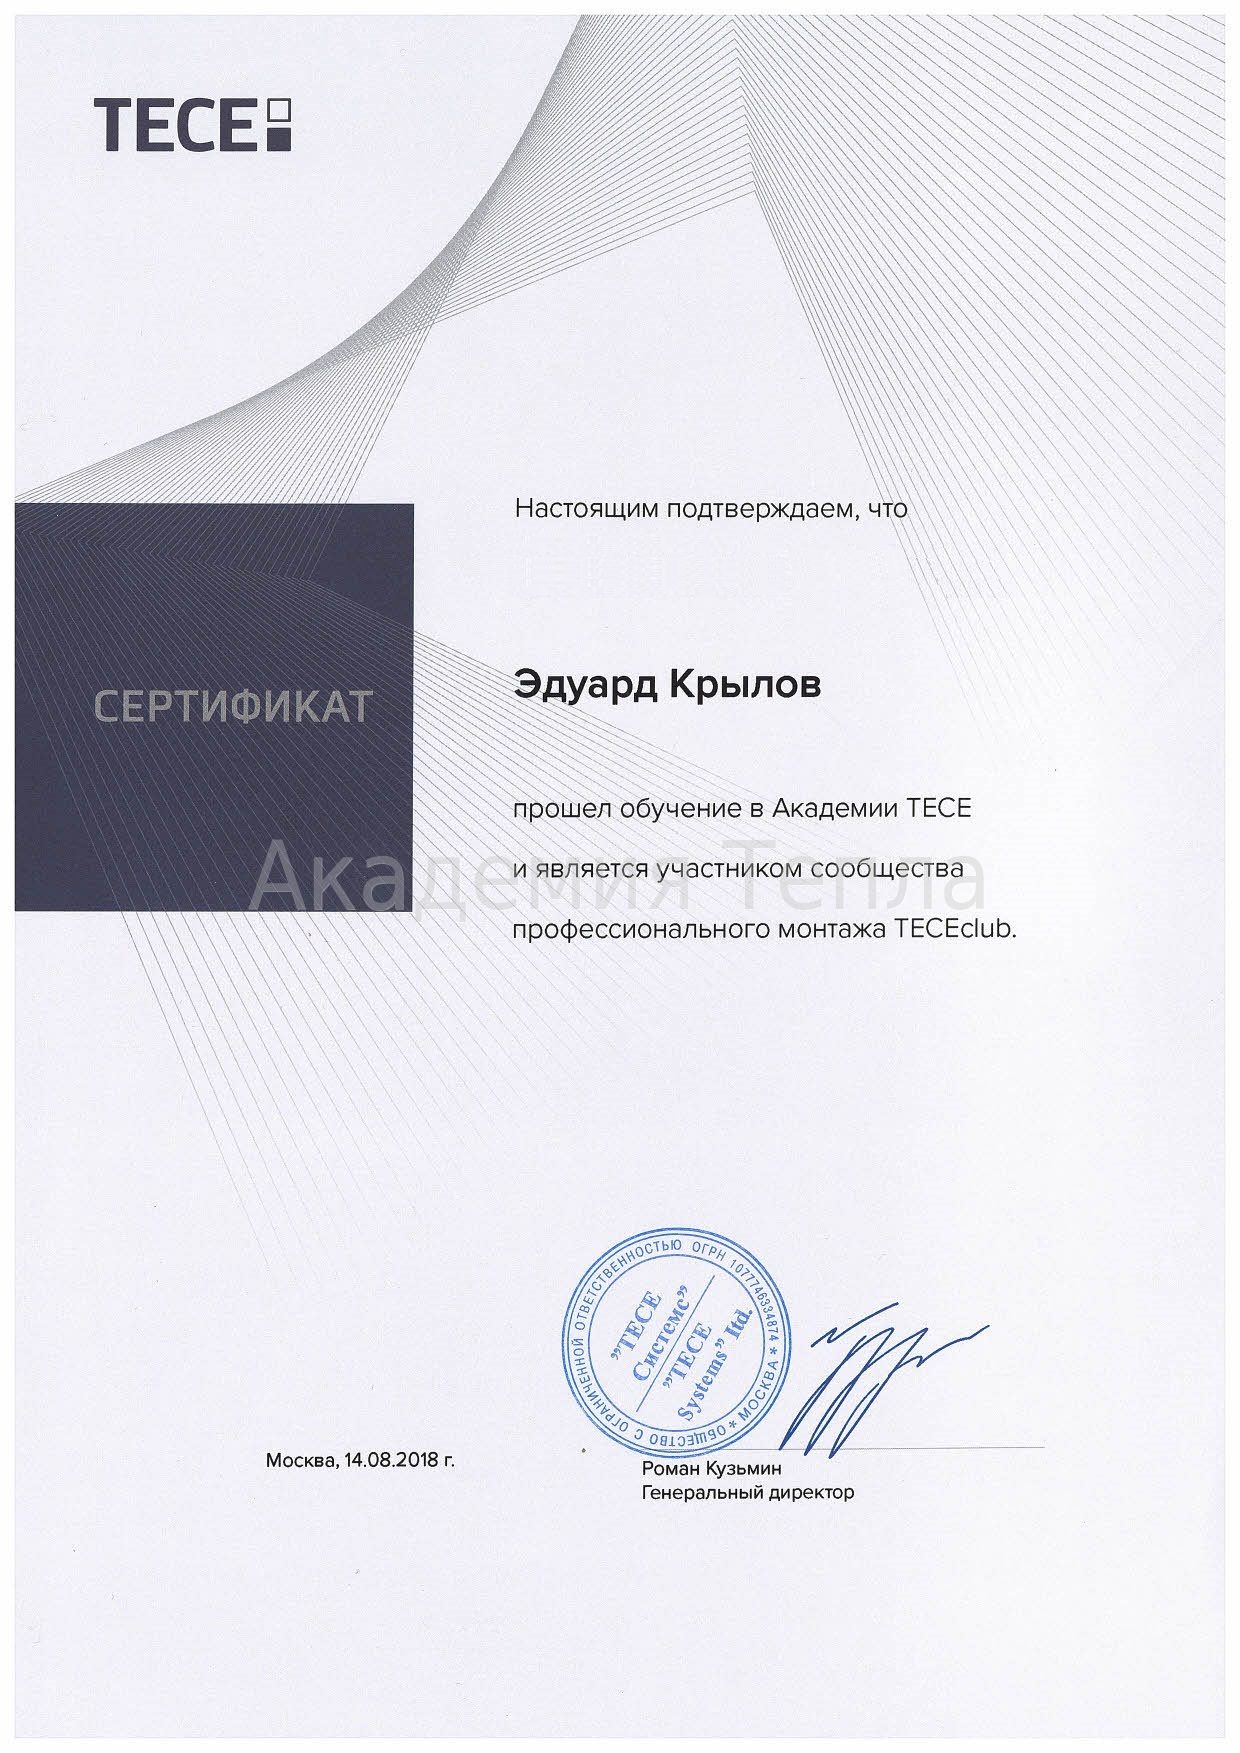 TECE
Настоящим подтверждаем, что
СЕРТИФИКАТ
Эдуард Крылов
прошел обучение в Академии TECE
и является участником сообщества
профессионального монтажа TECEclub.
Академия Тепла
ОБЩЕСТВО С ОГРАНИЧЕННОЙ ОТВЕТСТВЕННОСТЬЮ ОГРН 1077746334874 * МОСКВА *
"ТЕСЕ
Системс"
"TECE
Systems" ltd.
Москва, 14.08.2018 г.
Роман Кузьмин
Генеральный директор